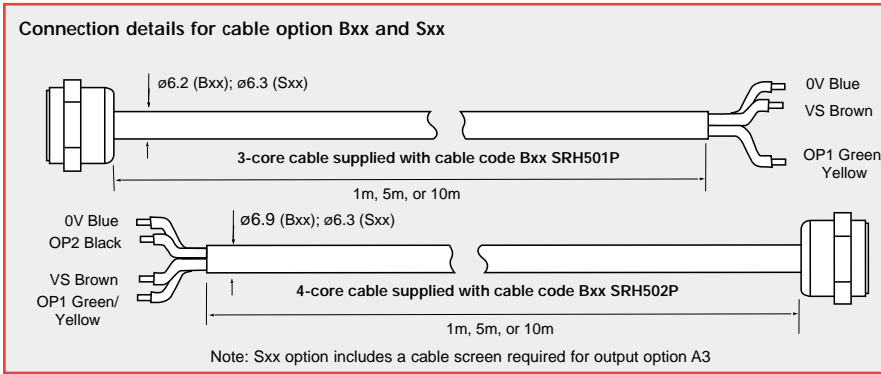 Connection details for cable option Bxx and Sxx
ø6.2 (Bxx); ø6.3 (Sxx)
0V Blue
VS Brown
OP1 Green/
Yellow
3-core cable supplied with cable code Bxx SRH501P
1m, 5m, or 10m
0V Blue
OP2 Black
VS Brown
OP1 Green/
Yellow
ø6.9 (Bxx); ø6.3 (Sxx)
4-core cable supplied with cable code Bxx SRH502P
1m, 5m, or 10m
Note: Sxx option includes a cable screen required for output option A3